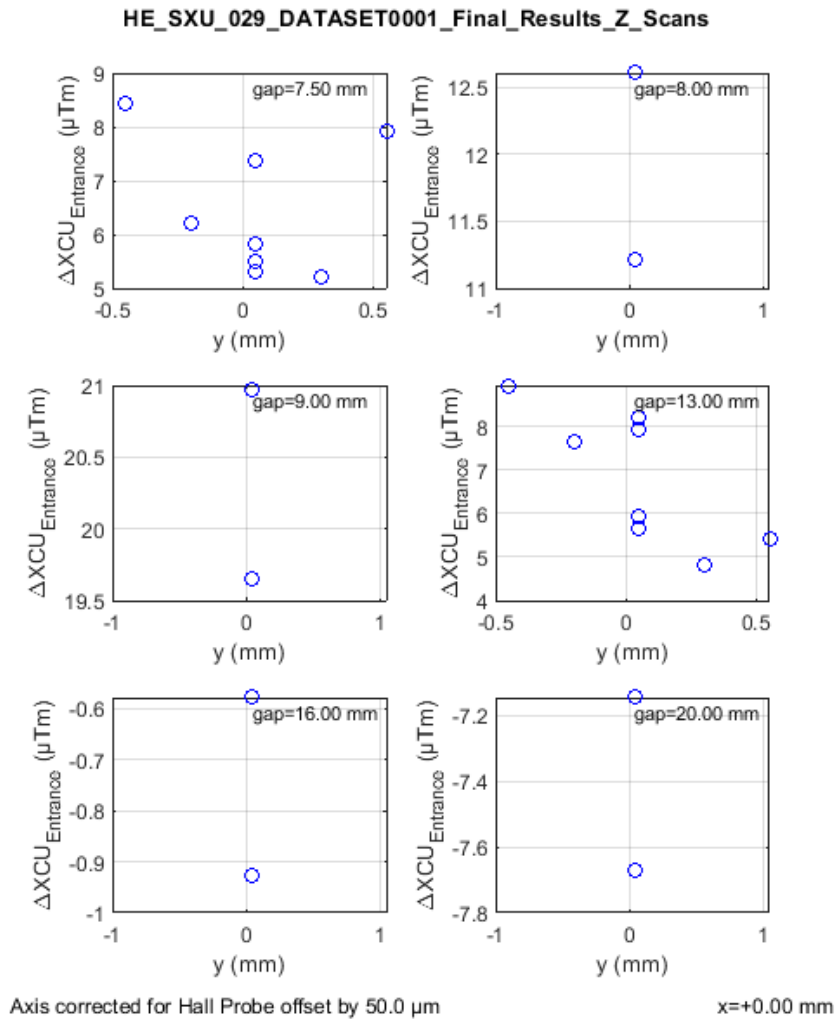 HE_SXU_029_DATASET0001_Final_Results_Z_Scans
gap=7.50 mm
9
8
7
6
5
-0.5
0
0.5
ΔXCU_Entrance (μTm)
y (mm)
gap=8.00 mm
12.5
12
11.5
11
-1
0
1
ΔXCU_Entrance (μTm)
y (mm)
gap=9.00 mm
21
20.5
20
19.5
-1
0
1
ΔXCU_Entrance (μTm)
y (mm)
gap=13.00 mm
8
7
6
5
4
-0.5
0
0.5
ΔXCU_Entrance (μTm)
y (mm)
gap=16.00 mm
-0.6
-0.7
-0.8
-0.9
-1
-1
0
1
ΔXCU_Entrance (μTm)
y (mm)
gap=20.00 mm
-7.2
-7.4
-7.6
-7.8
-1
0
1
ΔXCU_Entrance (μTm)
y (mm)
Axis corrected for Hall Probe offset by 50.0 μm
x=+0.00 mm